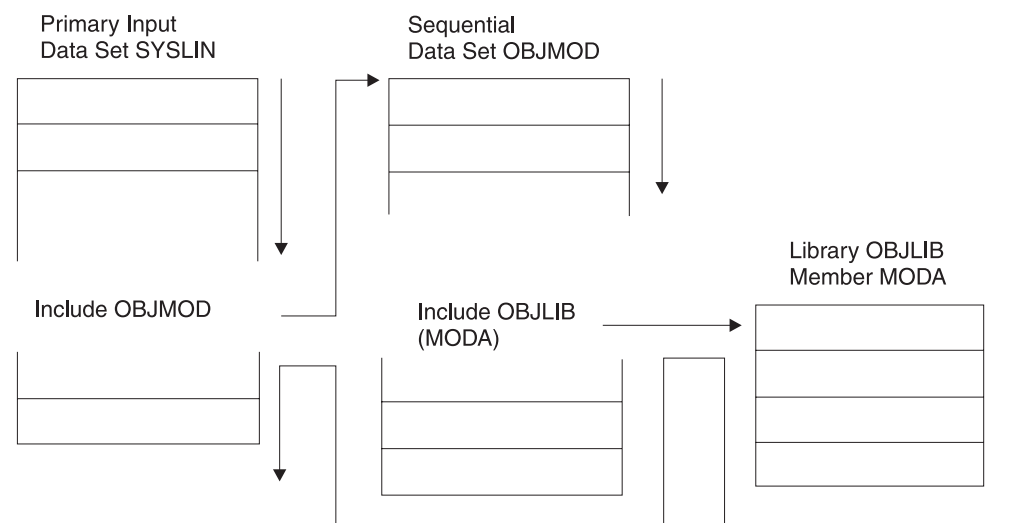 Primary Input
Data Set SYSLIN
Sequential
Data Set OBJMOD
Library OBJLIB
Member MODA
Include OBJMOD
Include OBJLIB
(MODA)